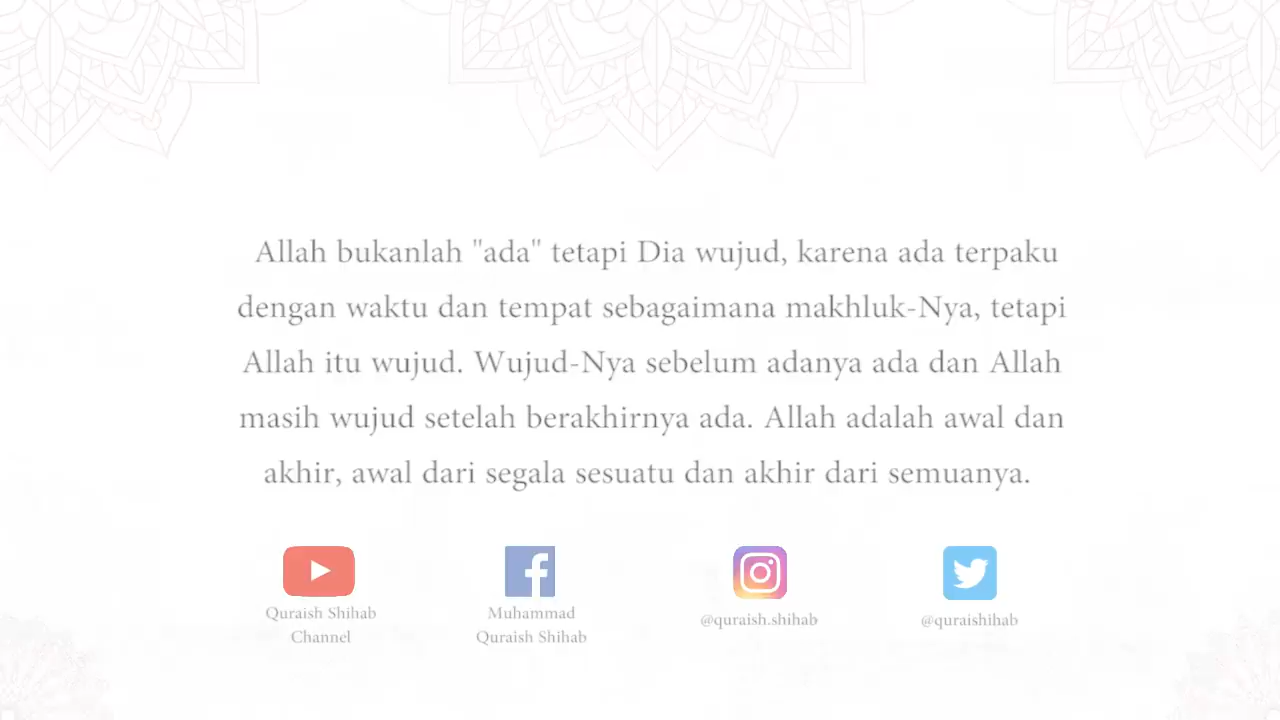 Allah bukanlah "ada" tetapi Dia wujud, karena ada terpaku
dengan waktu dan tempat sebagaimana makhluk-Nya, tetapi
Allah itu wujud. Wujud-Nya sebelum adanya ada dan Allah
masih wujud setelah berakhirnya ada. Allah adalah awal dan
akhir, awal dari segala sesuatu dan akhir dari semuanya.
Quraish Shihab
Channel
Muhammad
Quraish Shihab
@quraish.shihab
@quraishihab